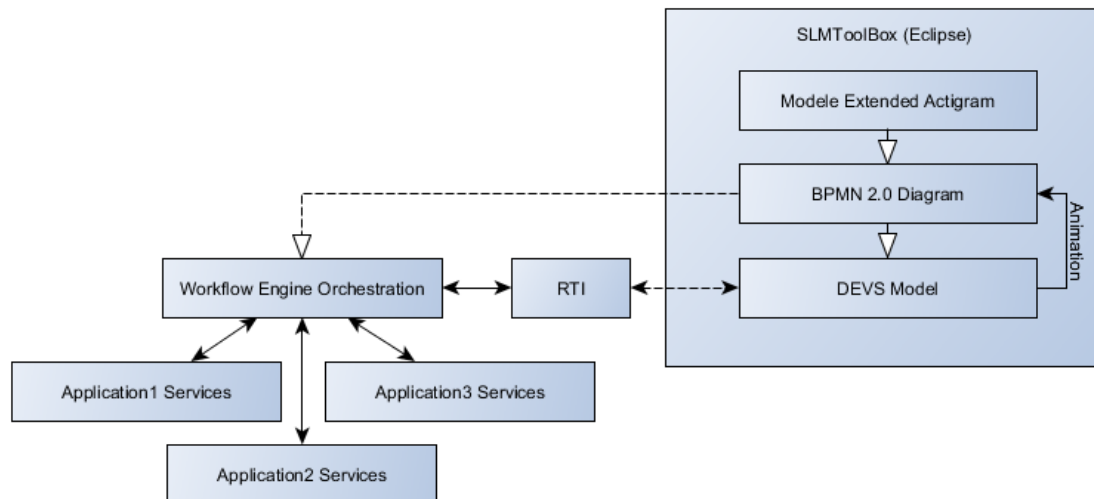 SLMToolBox (Eclipse)
Modele Extended Actigram
BPMN 2.0 Diagram
Animation
Workflow Engine Orchestration
RTI
DEVS Model
Application1 Services
Application3 Services
Application2 Services